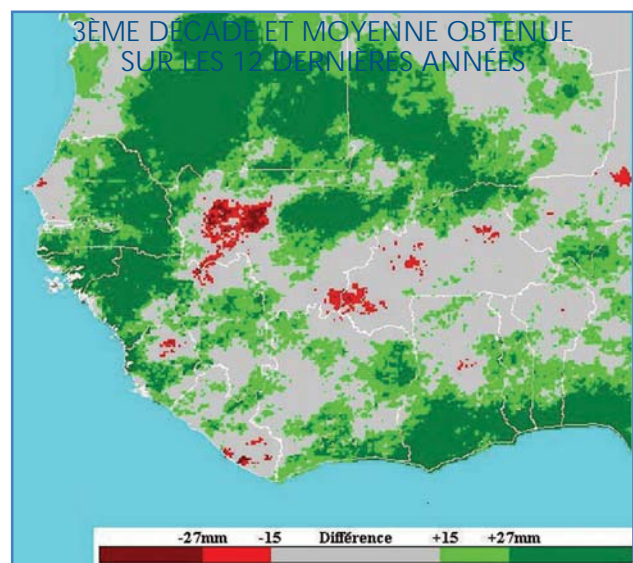 3ÈME DÉCADE ET MOYENNE OBTENUE
SUR LES 12 DERNIÈRES ANNÉES
-27mm -15 Différence +15 +27mm